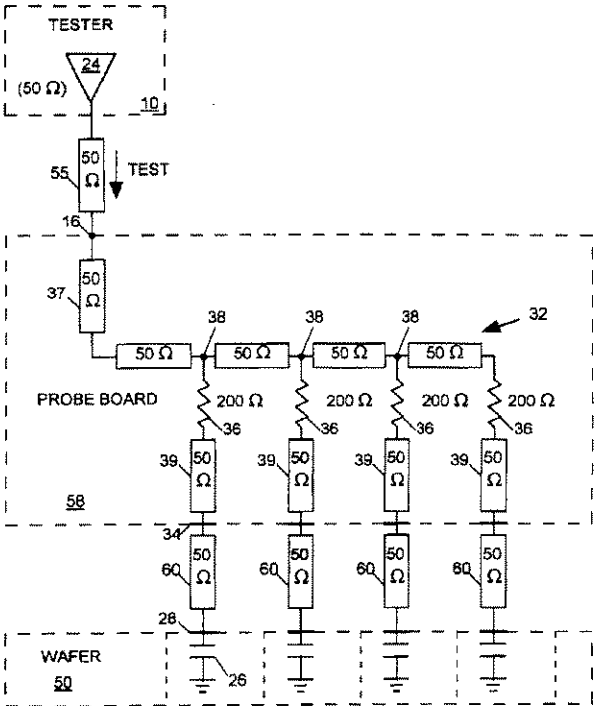 TESTER
24
(50 Ω)
10
50 Ω
55
TEST
16
50 Ω
37
38 38 38 32
50 Ω 50 Ω 50 Ω 50 Ω
PROBE BOARD
200 Ω 200 Ω 200 Ω 200 Ω
36 36 36 36
39 39 39 39
50 Ω 50 Ω 50 Ω 50 Ω
58
34
50 Ω 50 Ω 50 Ω 50 Ω
60 60 60 60
28
WAFER
50
26